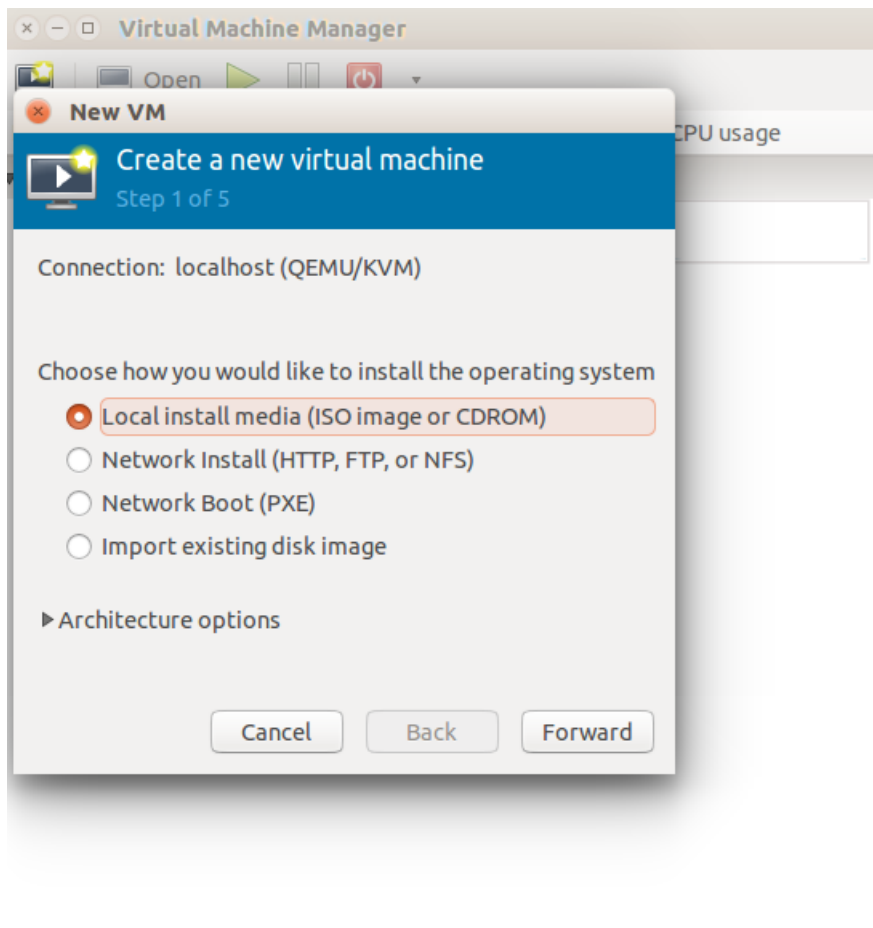 Virtual Machine Manager
Open
New VM
CPU usage
Create a new virtual machine
Step 1 of 5
Connection: localhost (QEMU/KVM)
Choose how you would like to install the operating system
Local install media (ISO image or CDROM)
Network Install (HTTP, FTP, or NFS)
Network Boot (PXE)
Import existing disk image
Architecture options
Cancel Back Forward